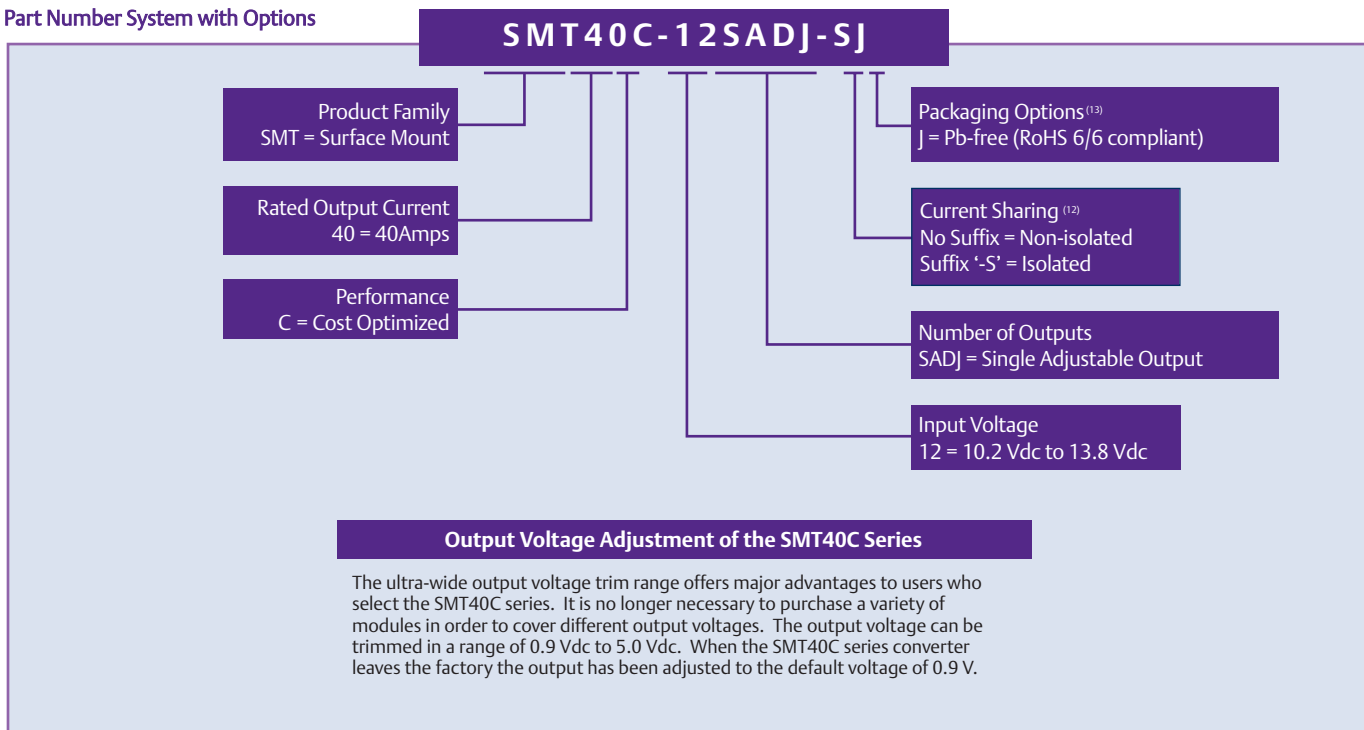 Part Number System with Options
SMT40C-12SADJ-SJ
Product Family
SMT = Surface Mount
Rated Output Current
40 = 40Amps
Performance
C = Cost Optimized
Packaging Options (13)
J = Pb-free (RoHS 6/6 compliant)
Current Sharing (12)
No Suffix = Non-isolated
Suffix ‘-S’ = Isolated
Number of Outputs
SADJ = Single Adjustable Output
Input Voltage
12 = 10.2 Vdc to 13.8 Vdc
Output Voltage Adjustment of the SMT40C Series
The ultra-wide output voltage trim range offers major advantages to users who
select the SMT40C series. It is no longer necessary to purchase a variety of
modules in order to cover different output voltages. The output voltage can be
trimmed in a range of 0.9 Vdc to 5.0 Vdc. When the SMT40C series converter
leaves the factory the output has been adjusted to the default voltage of 0.9 V.